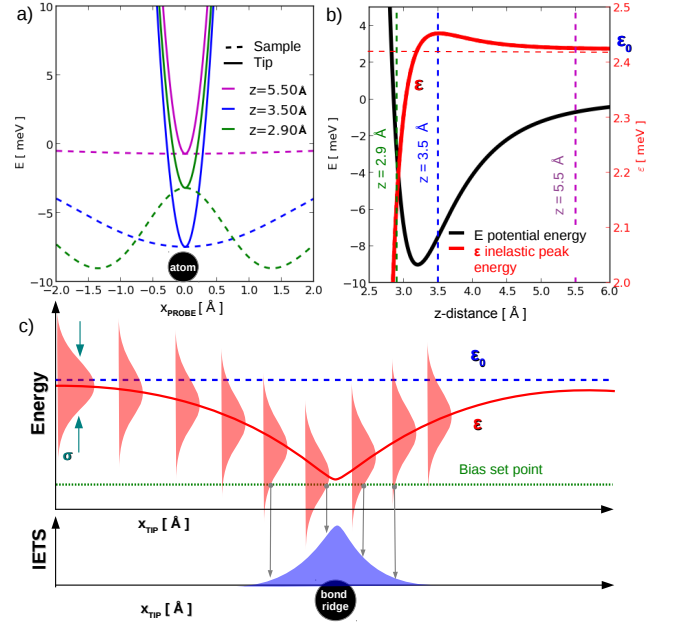 a)
Sample
Tip
z=5.50Å
z=3.50Å
z=2.90Å
E [ meV]
10
5
0
−5
−10
atom
−2.0 −1.5 −1.0 −0.5 0.0 0.5 1.0 1.5 2.0
xPROBE [ Å ]
b)
E [ meV]
6
4
2
0
−2
−4
−6
−8
−10
z = 2.9 Å
z = 3.5 Å
z = 5.5 Å
ε
ε0
2.45
2.4
2.3
2.2
2.1
2.0
ε [ meV]
E potential energy
ε inelastic peak
energy
2.5 3.0 3.5 4.0 4.5 5.0 5.5 6.0
z-distance [ Å ]
c)
Energy
σ
ε0
ε
Bias set point
xTIP [ Å ]
IETS
bond
ridge
xTIP [ Å ]